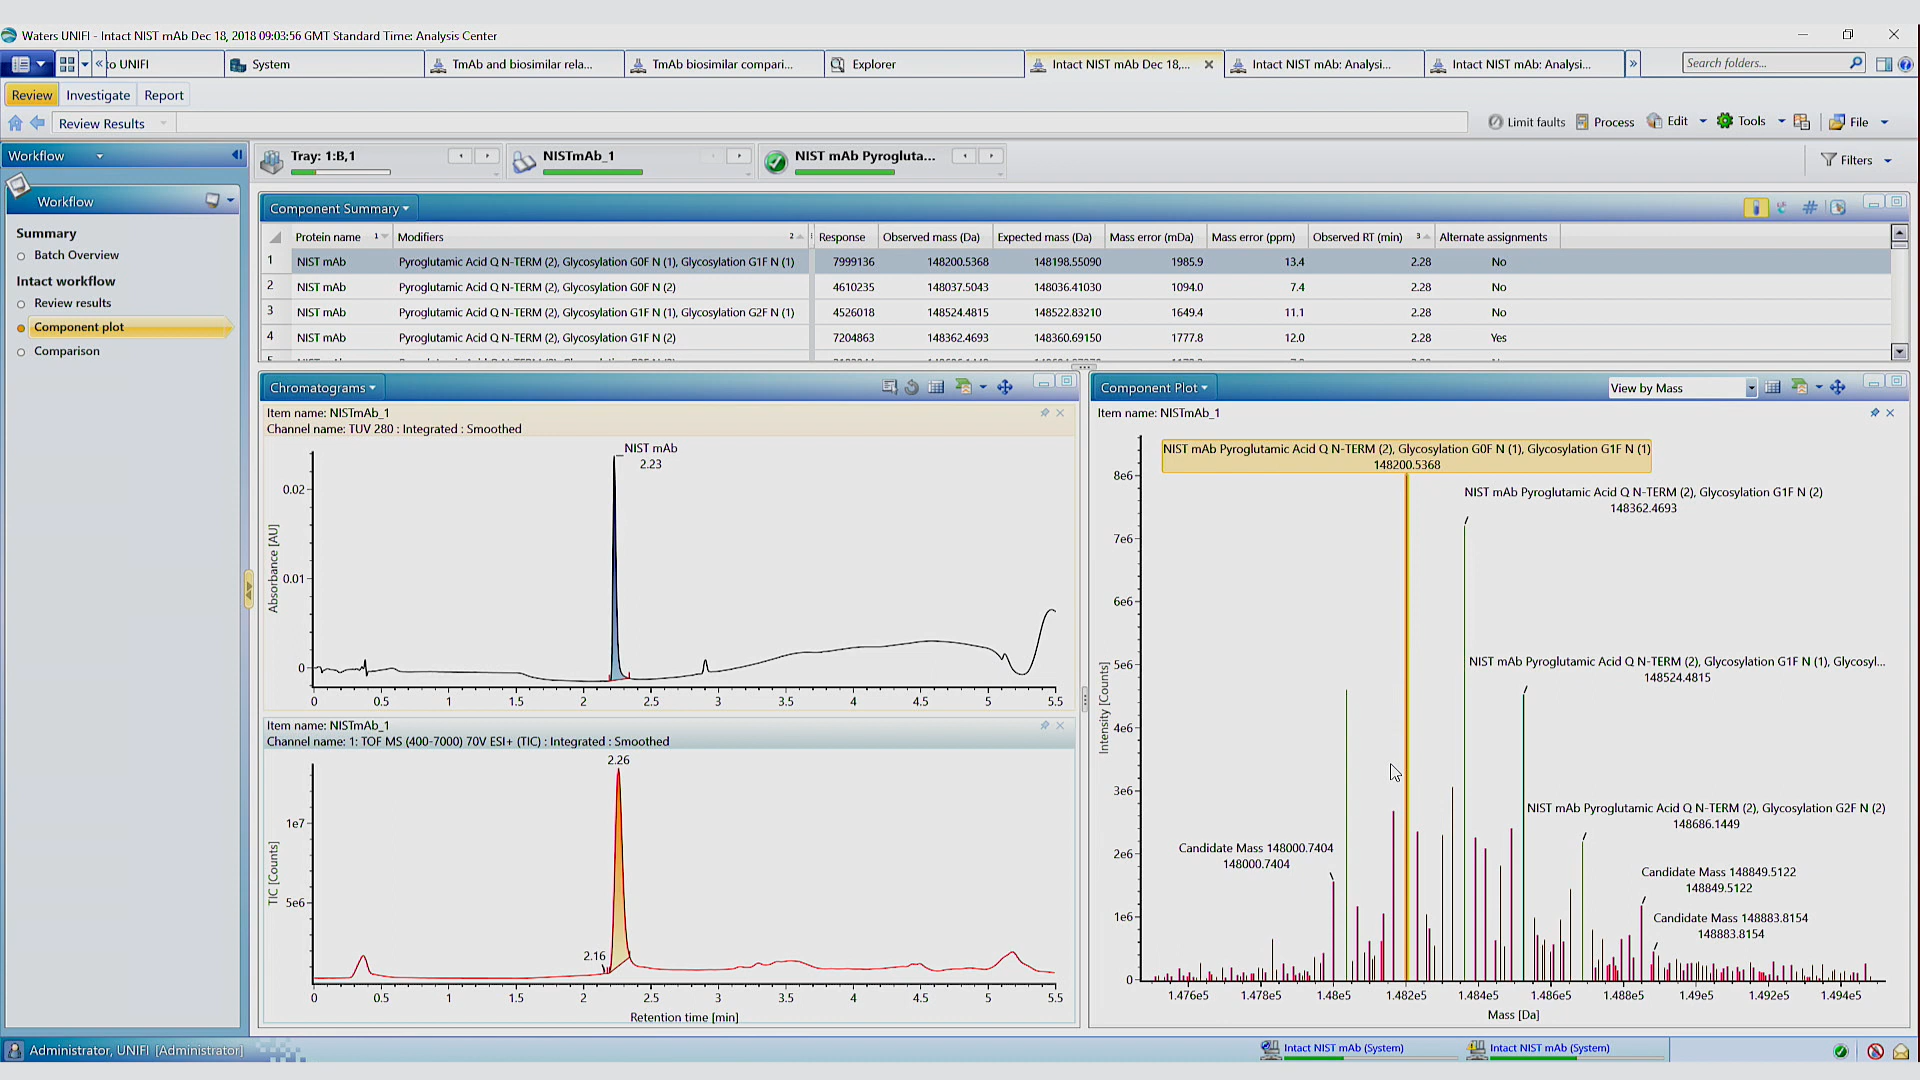 Waters UNIFI - Intact NIST mAb Dec 18, 2018 09:03:56 GMT Standard Time: Analysis Center
to UNIFI
System
TmAb and biosimilar rela...
TmAb biosimilar compari...
Explorer
Intact NIST mAb Dec 18,...
Intact NIST mAb: Analysi...
Intact NIST mAb: Analysi...
Search folders...
Review Investigate Report
Review Results
Limit faults Process Edit Tools File
Workflow
Tray: 1:B,1
NISTmAb_1
NIST mAb Pyrogluta...
Filters
Workflow
Summary
Batch Overview
Intact workflow
Review results
Component plot
Comparison
Component Summary
Protein name 1 Modifiers 2 Response Observed mass (Da) Expected mass (Da) Mass error (mDa) Mass error (ppm) Observed RT (min) 3 Alternate assignments
1 NIST mAb Pyroglutamic Acid Q N-TERM (2), Glycosylation G0F N (1), Glycosylation G1F N (1) 7999136 148200.5368 148198.55090 1985.9 13.4 2.28 No
2 NIST mAb Pyroglutamic Acid Q N-TERM (2), Glycosylation G0F N (2) 4610235 148037.5043 148036.41030 1094.0 7.4 2.28 No
3 NIST mAb Pyroglutamic Acid Q N-TERM (2), Glycosylation G1F N (1), Glycosylation G2F N (1) 4526018 148524.4815 148522.83210 1649.4 11.1 2.28 No
4 NIST mAb Pyroglutamic Acid Q N-TERM (2), Glycosylation G1F N (2) 7204863 148362.4693 148360.69150 1777.8 12.0 2.28 Yes
Chromatograms
Item name: NISTmAb_1
Channel name: TUV 280 : Integrated : Smoothed
NIST mAb
2.23
0.02
0.01
0
Absorbance [AU]
0 0.5 1 1.5 2 2.5 3 3.5 4 4.5 5 5.5
Item name: NISTmAb_1
Channel name: 1: TOF MS (400-7000) 70V ESI+ (TIC) : Integrated : Smoothed
2.26
1e7
5e6
2.16
TIC [Counts]
0 0.5 1 1.5 2 2.5 3 3.5 4 4.5 5 5.5
Retention time [min]
Component Plot
View by Mass
Item name: NISTmAb_1
NIST mAb Pyroglutamic Acid Q N-TERM (2), Glycosylation G0F N (1), Glycosylation G1F N (1)
148200.5368
NIST mAb Pyroglutamic Acid Q N-TERM (2), Glycosylation G1F N (2)
148362.4693
NIST mAb Pyroglutamic Acid Q N-TERM (2), Glycosylation G1F N (1), Glycosyl...
148524.4815
NIST mAb Pyroglutamic Acid Q N-TERM (2), Glycosylation G2F N (2)
148686.1449
Candidate Mass 148000.7404
148000.7404
Candidate Mass 148849.5122
148849.5122
Candidate Mass 148883.8154
148883.8154
8e6
7e6
6e6
5e6
4e6
3e6
2e6
1e6
0
Intensity [Counts]
1.476e5 1.478e5 1.48e5 1.482e5 1.484e5 1.486e5 1.488e5 1.49e5 1.492e5 1.494e5
Mass [Da]
Administrator, UNIFI [Administrator]
Intact NIST mAb (System)
Intact NIST mAb (System)